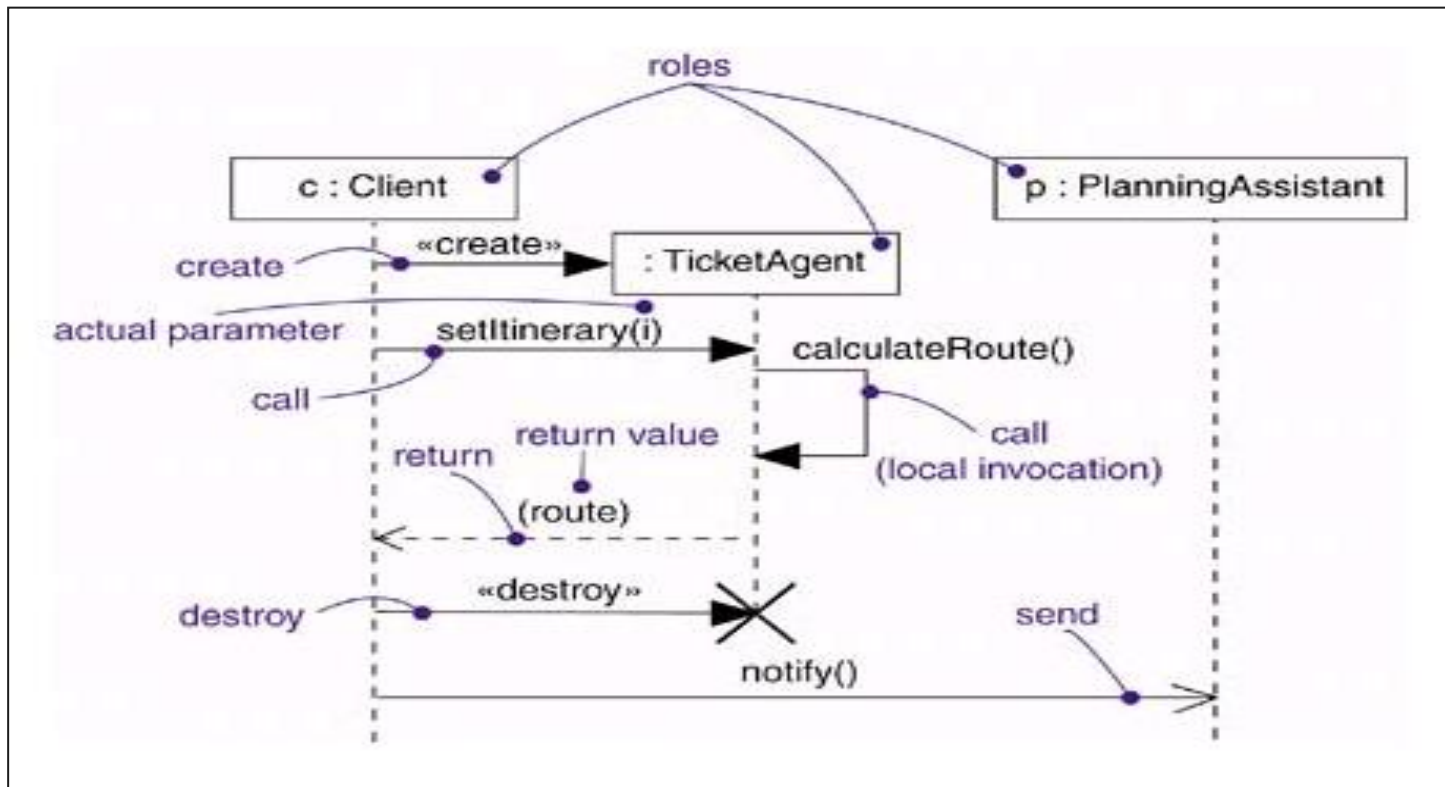 roles
c : Client
p : PlanningAssistant
«create»
: TicketAgent
create
actual parameter
setItinerary(i)
calculateRoute()
call
return value
call
return
(local invocation)
(route)
«destroy»
destroy
send
notify()